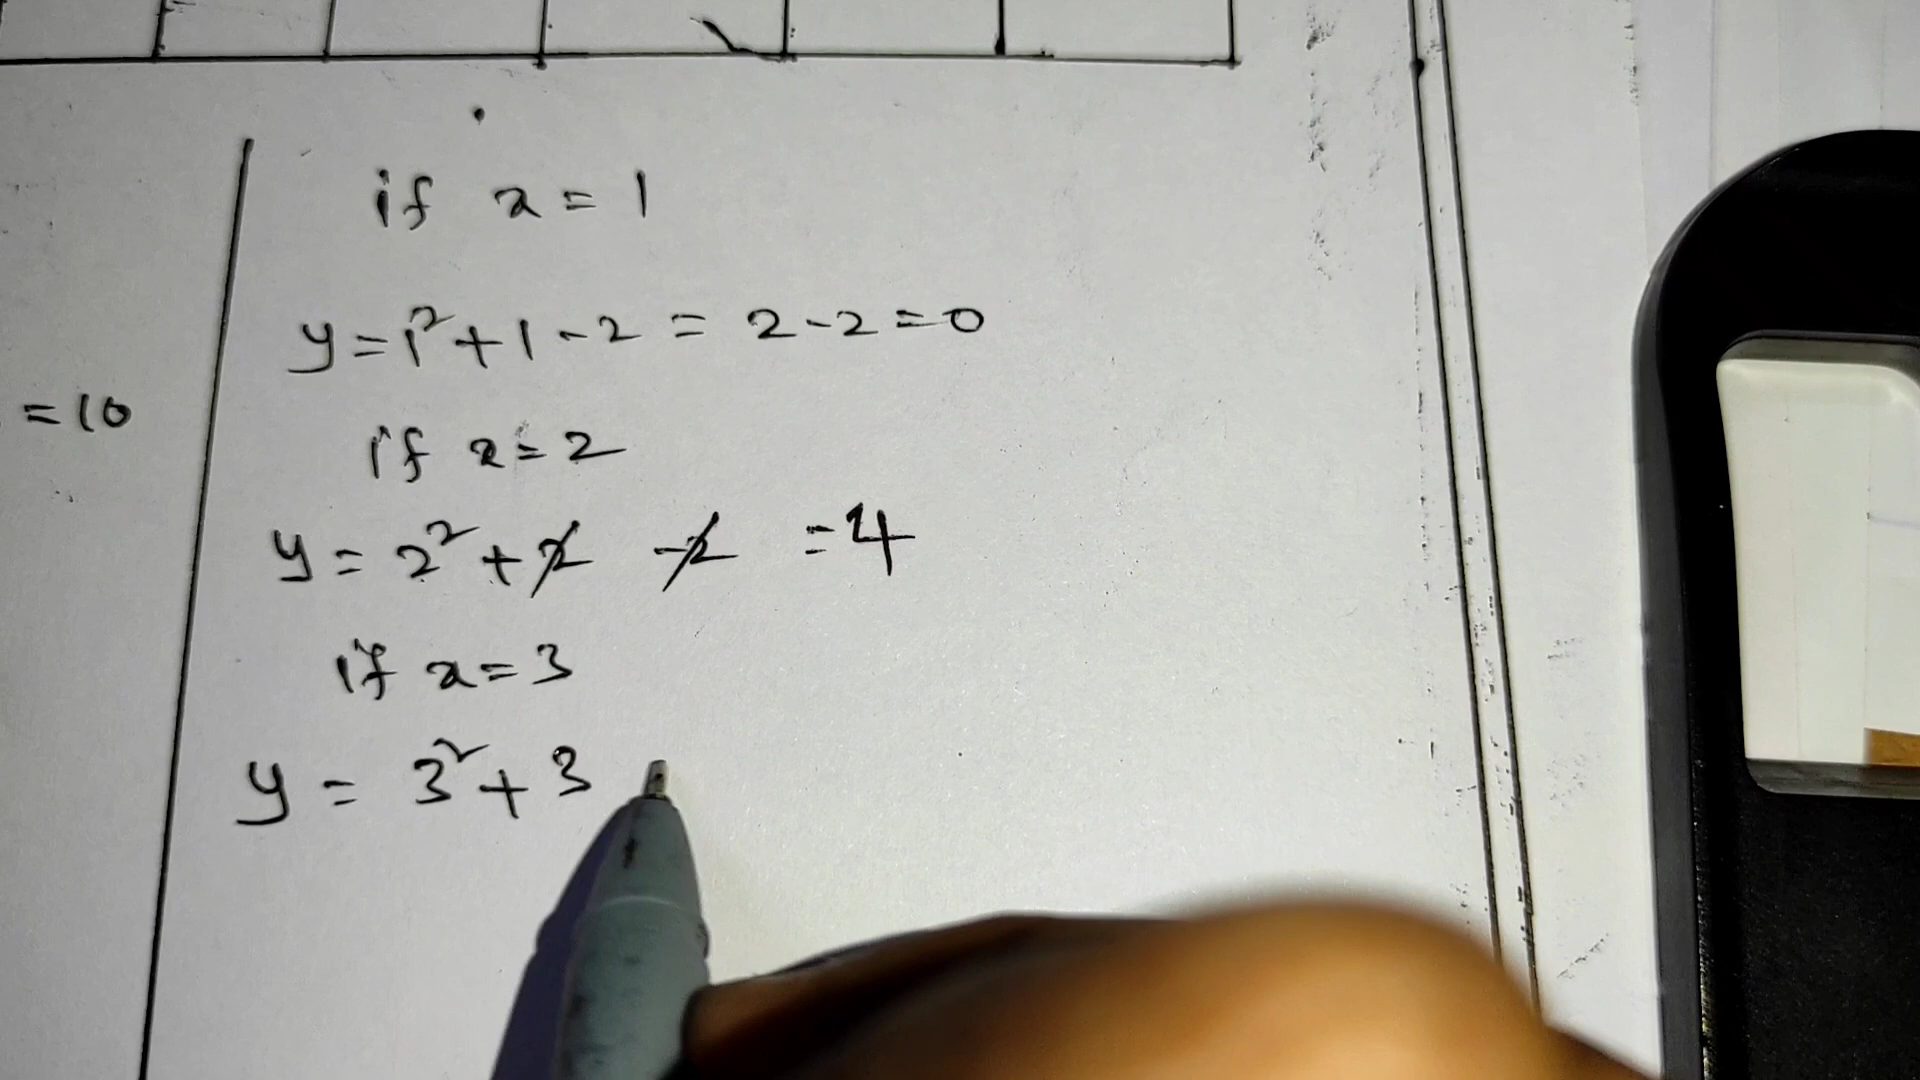 if x = 1
y = 1² + 1 - 2 = 2 - 2 = 0
= 10
if x = 2
y = 2² + 2 - 2 = 4
if x = 3
y = 3² + 3